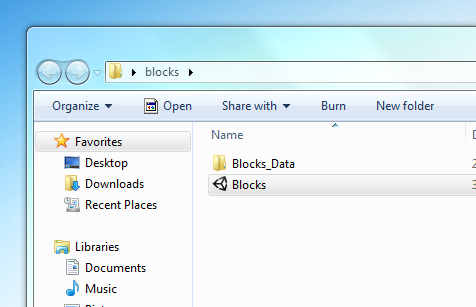 blocks
Organize Open Share with Burn New folder
Favorites
Desktop
Downloads
Recent Places
Libraries
Documents
Music
Name
Blocks_Data
Blocks